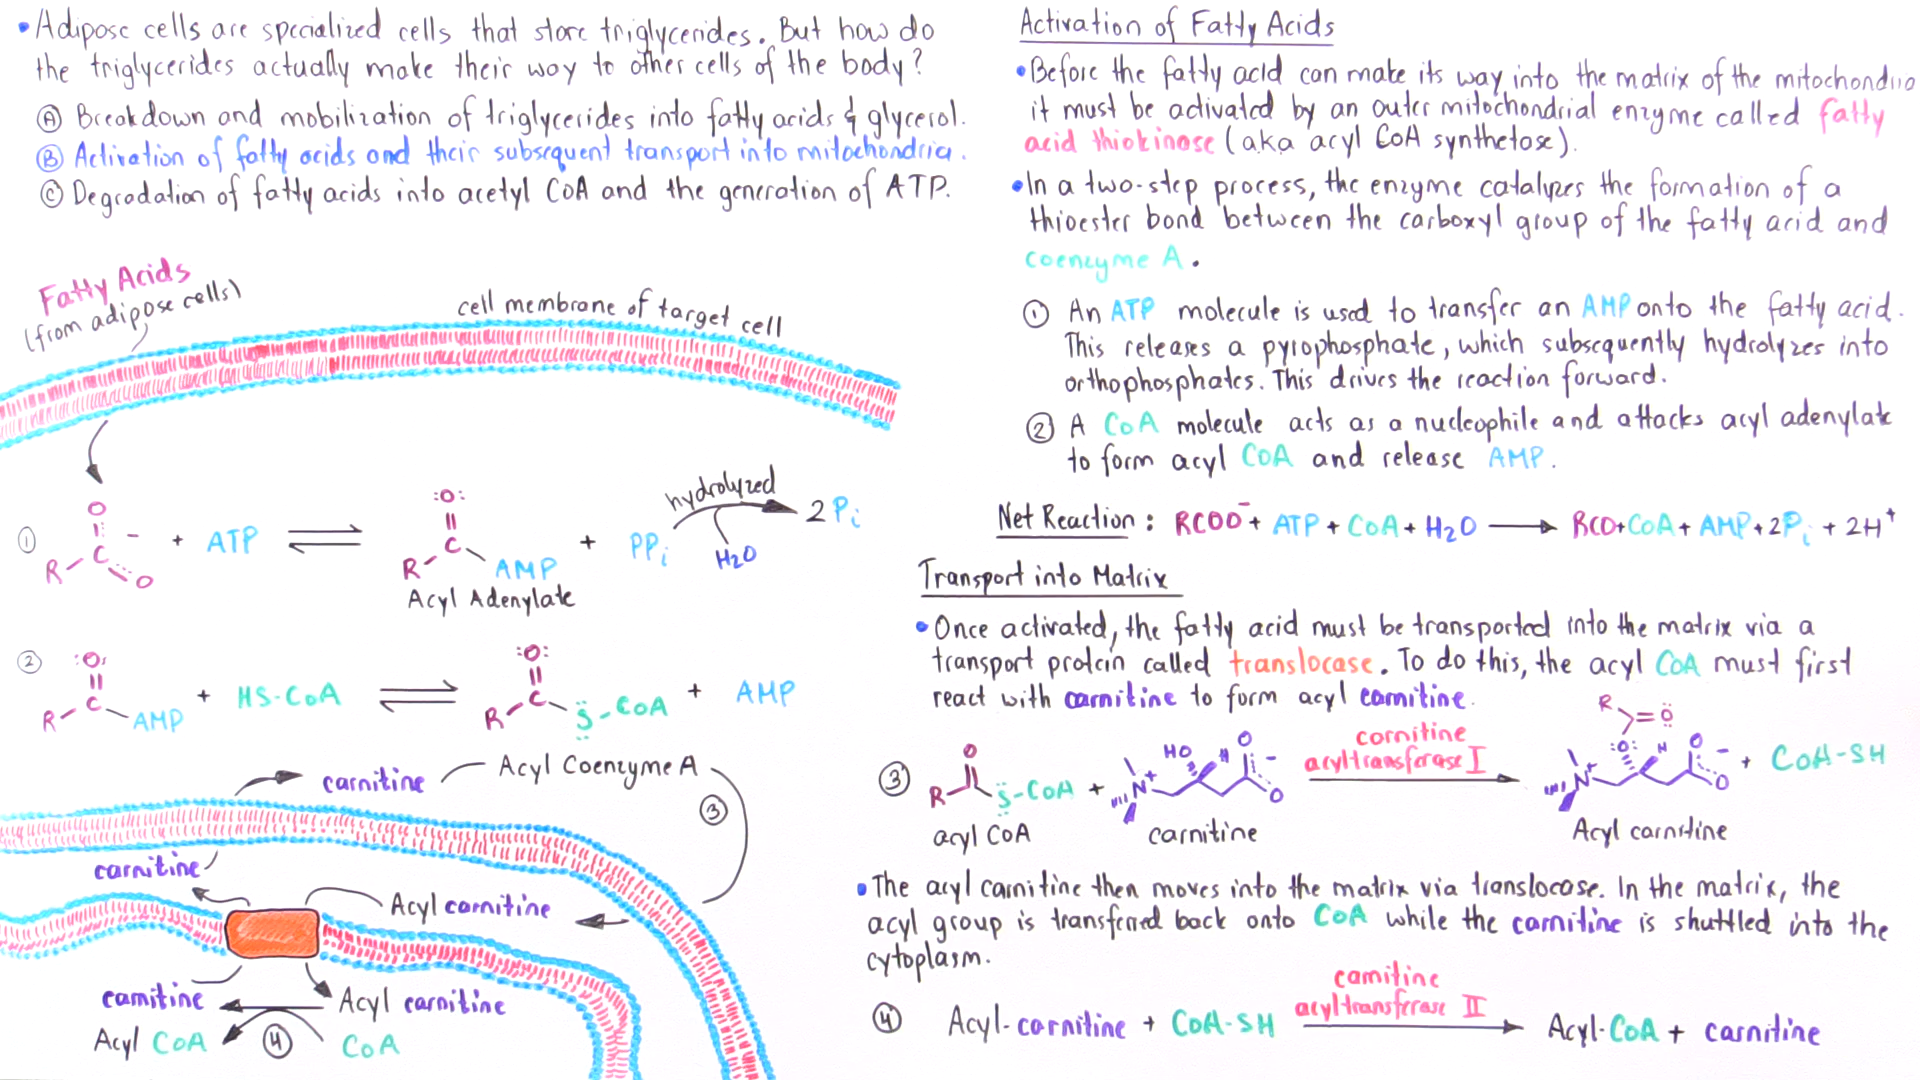 • Adipose cells are specialized cells that store triglycerides. But how do
the triglycerides actually make their way to other cells of the body?
Ⓐ Breakdown and mobilization of triglycerides into fatty acids & glycerol.
Ⓑ Activation of fatty acids and their subsequent transport into mitochondria.
Ⓒ Degradation of fatty acids into acetyl CoA and the generation of ATP.
Fatty Acids
(from adipose cells)
cell membrane of target cell
① R-C O O - + ATP ⇌ :O: || R-C-AMP + PPi hydrolyzed H₂O → 2 Pi
Acyl Adenylate
② :O: || R-C-AMP + HS-CoA ⇌ :O: || R-C-S-CoA + AMP
carnitine — Acyl Coenzyme A
③
carnitine
Acyl carnitine
carnitine
Acyl carnitine
Acyl CoA
④
CoA
Activation of Fatty Acids
• Before the fatty acid can make its way into the matrix of the mitochondria
it must be activated by an outer mitochondrial enzyme called fatty
acid thiokinase (aka acyl CoA synthetase).
• In a two-step process, the enzyme catalyzes the formation of a
thioester bond between the carboxyl group of the fatty acid and
coenzyme A.
① An ATP molecule is used to transfer an AMP onto the fatty acid.
This releases a pyrophosphate, which subsequently hydrolyzes into
orthophosphates. This drives the reaction forward.
② A CoA molecule acts as a nucleophile and attacks acyl adenylate
to form acyl CoA and release AMP.
Net Reaction: RCOO⁻ + ATP + CoA + H₂O → RCO+CoA + AMP + 2Pi + 2H⁺
Transport into Matrix
• Once activated, the fatty acid must be transported into the matrix via a
transport protein called translocase. To do this, the acyl CoA must first
react with carnitine to form acyl carnitine.
carnitine
acyltransferase I
③ R O S-CoA + N⁺ HO H O O - → R =O N⁺ :O: H O O - + CoA-SH
acyl CoA carnitine Acyl carnitine
• The acyl carnitine then moves into the matrix via translocase. In the matrix, the
acyl group is transferred back onto CoA while the carnitine is shuttled into the
cytoplasm.
carnitine
acyltransferase II
④ Acyl-carnitine + CoA-SH → Acyl-CoA + carnitine